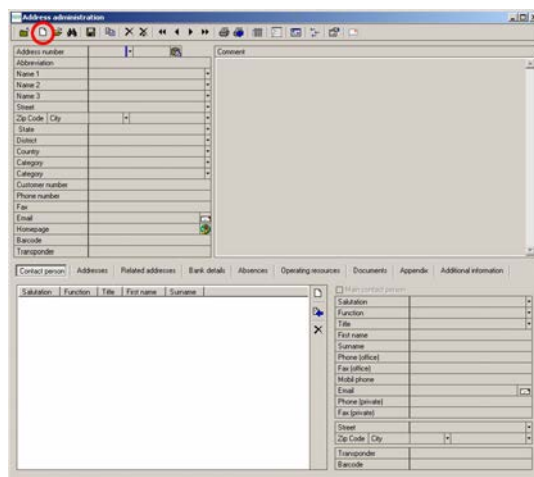 Address administration
Address number
Comment
Abbreviation
Name 1
Name 2
Name 3
Street
Zip Code City
State
District
Country
Category
Category
Customer number
Phone number
Fax
Email
Homepage
Barcode
Transponder
Contact person Addresses Related addresses Bank details Absences Operating resources Documents Appendix Additional information
Salutation Function Title First name Surname
Main contact person
Salutation
Function
Title
First name
Surname
Phone (office)
Fax (office)
Mobil phone
Email
Phone (private)
Fax (private)
Street
Zip Code City
Transponder
Barcode